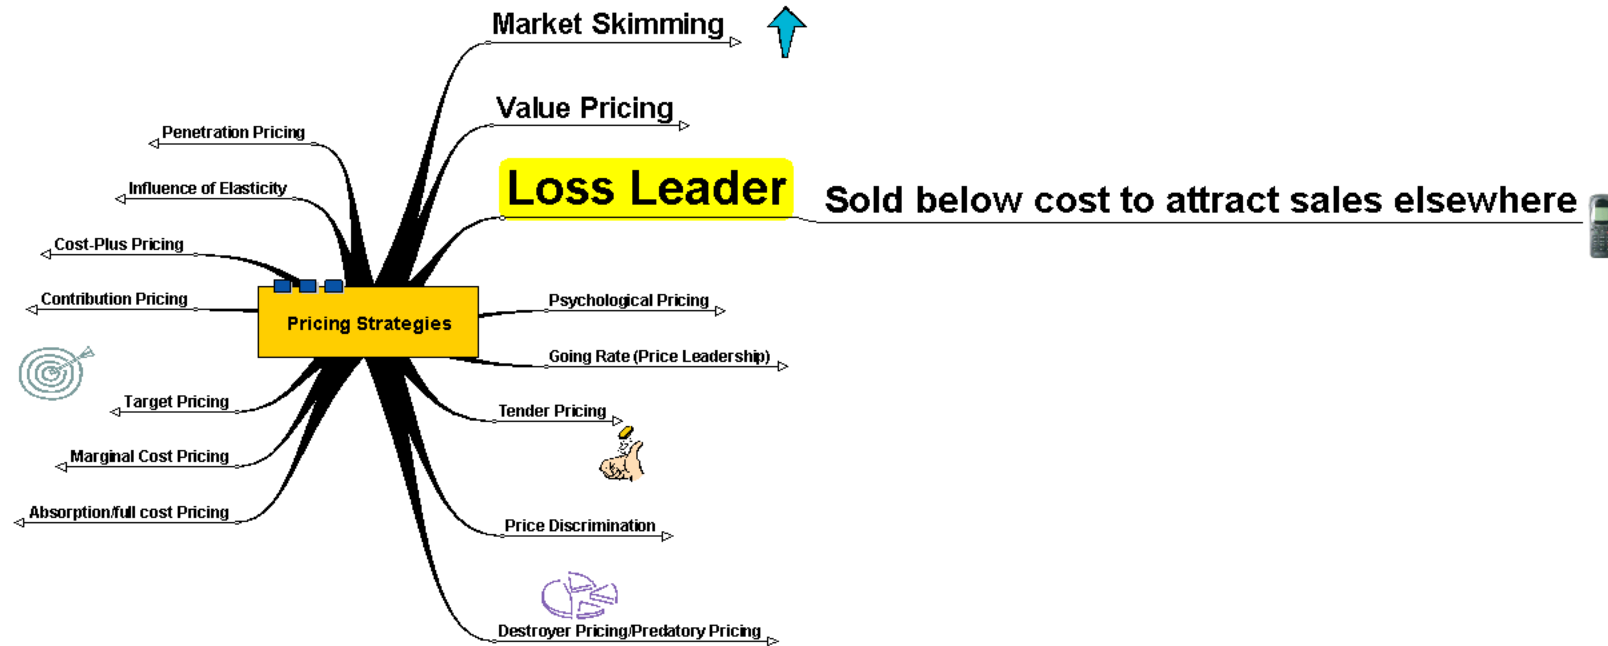 Market Skimming
Value Pricing
Penetration Pricing
Loss Leader
Sold below cost to attract sales elsewhere
Influence of Elasticity
Cost-Plus Pricing
Contribution Pricing
Psychological Pricing
Pricing Strategies
Going Rate (Price Leadership)
Target Pricing
Tender Pricing
Marginal Cost Pricing
Absorption/full cost Pricing
Price Discrimination
Destroyer Pricing/Predatory Pricing